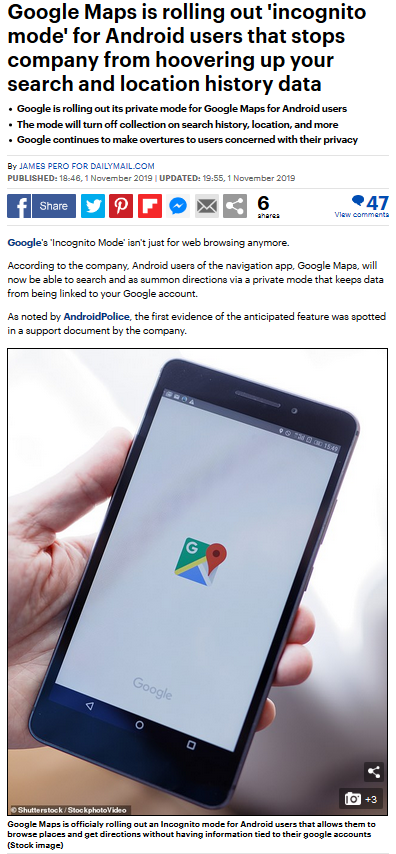 Google Maps is rolling out 'incognito
mode' for Android users that stops
company from hoovering up your
search and location history data
• Google is rolling out its private mode for Google Maps for Android users
• The mode will turn off collection on search history, location, and more
• Google continues to make overtures to users concerned with their privacy
By JAMES PERO FOR DAILYMAIL.COM
PUBLISHED: 18:46, 1 November 2019 | UPDATED: 19:55, 1 November 2019
Share
6
shares
47
View comments
Google's 'Incognito Mode' isn't just for web browsing anymore.
According to the company, Android users of the navigation app, Google Maps, will
now be able to search and as summon directions via a private mode that keeps data
from being linked to your Google account.
As noted by AndroidPolice, the first evidence of the anticipated feature was spotted
in a support document by the company.
G
Google
+3
© Shutterstock / StockphotoVideo
Google Maps is officialy rolling out an Incognito mode for Android users that allows them to
browse places and get directions without having information tied to their google accounts
(Stock image)